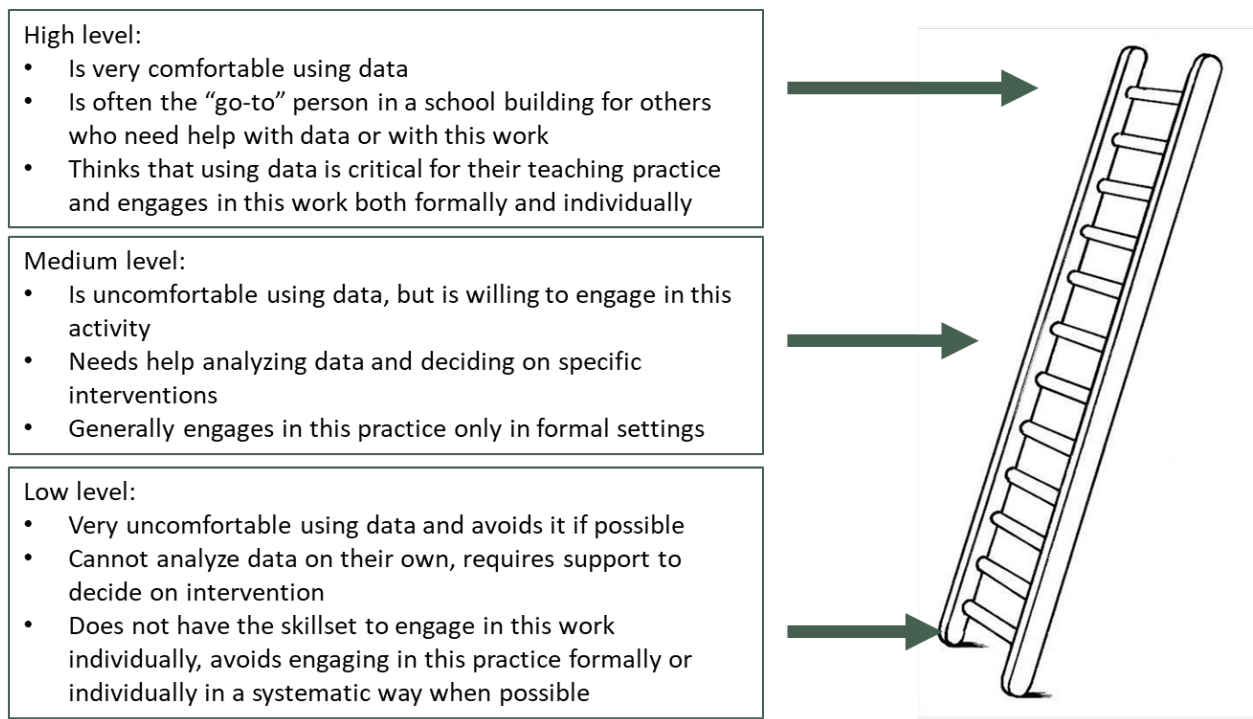 High level:
• Is very comfortable using data
• Is often the “go-to” person in a school building for others
who need help with data or with this work
• Thinks that using data is critical for their teaching practice
and engages in this work both formally and individually
Medium level:
• Is uncomfortable using data, but is willing to engage in this
activity
• Needs help analyzing data and deciding on specific
interventions
• Generally engages in this practice only in formal settings
Low level:
• Very uncomfortable using data and avoids it if possible
• Cannot analyze data on their own, requires support to
decide on intervention
• Does not have the skillset to engage in this work
individually, avoids engaging in this practice formally or
individually in a systematic way when possible